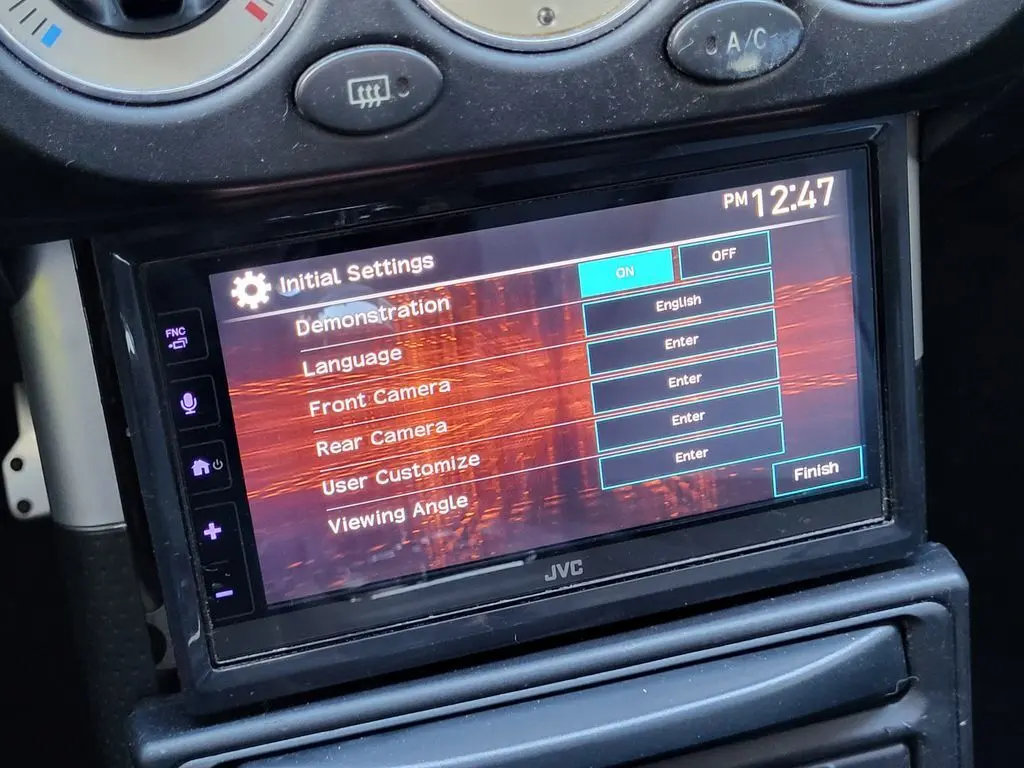 A/C
PM 12:47
Initial Settings
Demonstration ON OFF
Language English
Front Camera Enter
Rear Camera Enter
User Customize Enter
Viewing Angle Enter
Finish
FNC
JVC